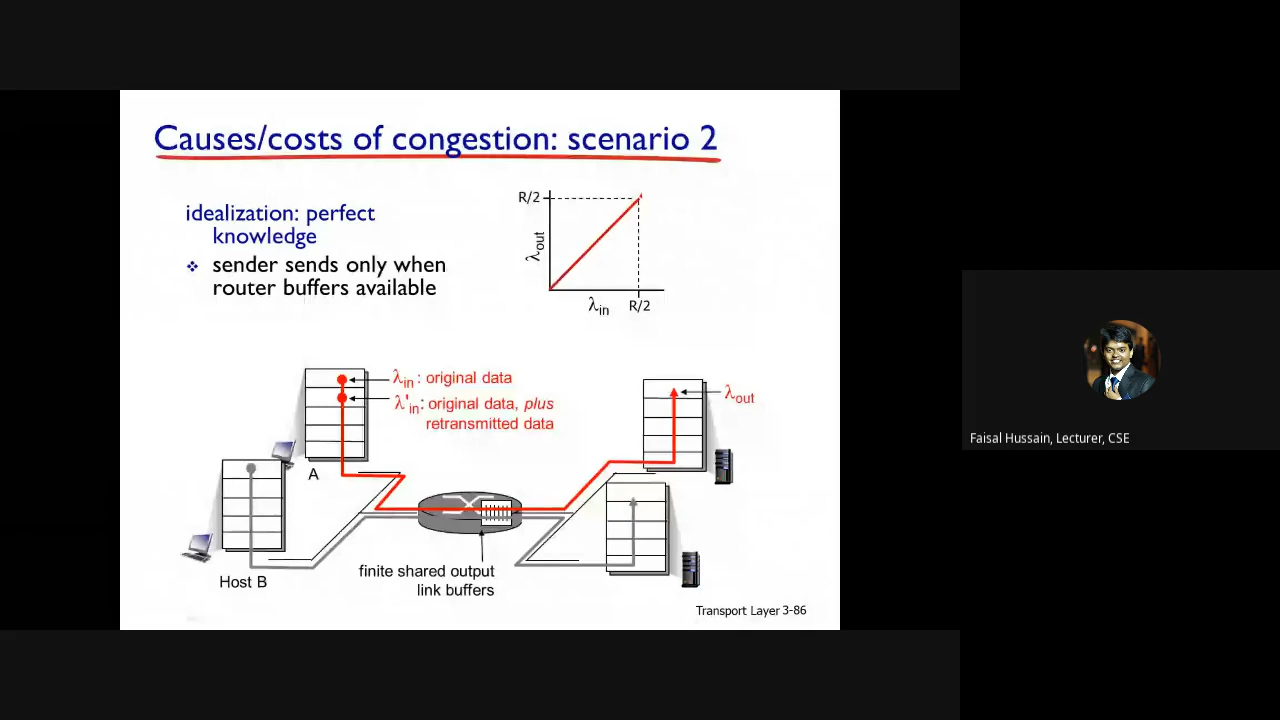 Causes/costs of congestion: scenario 2
idealization: perfect
knowledge
❖ sender sends only when
router buffers available
R/2
λout
λin
R/2
λin : original data
λ'in: original data, plus
retransmitted data
λout
A
Host B
finite shared output
link buffers
Transport Layer 3-86
Faisal Hussain, Lecturer, CSE